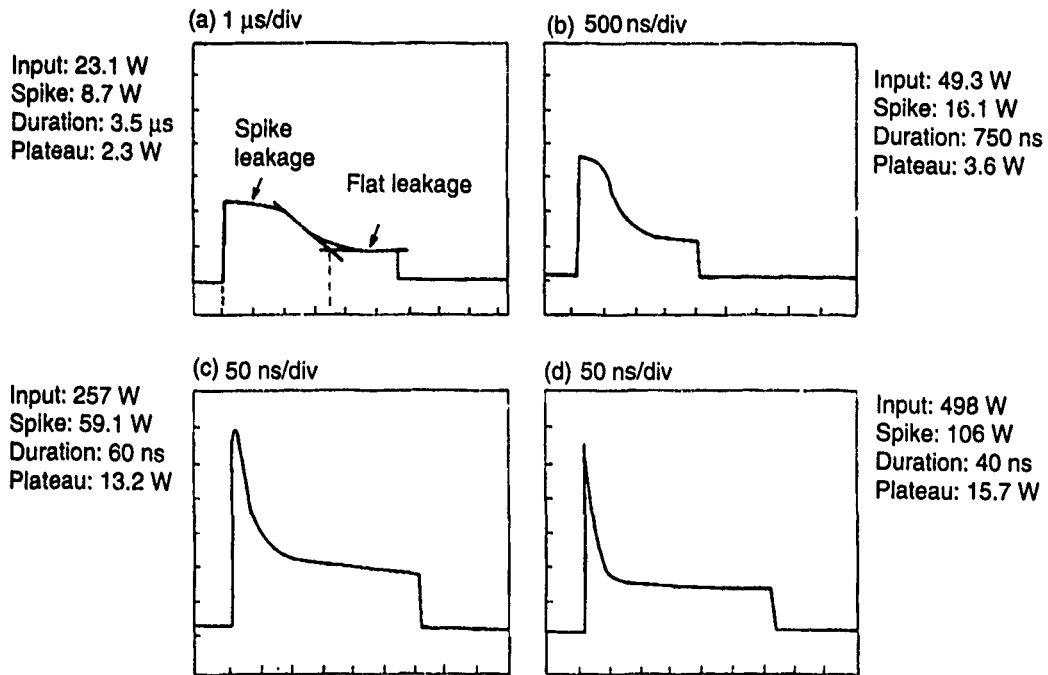 (a) 1 μs/div
Input: 23.1 W
Spike: 8.7 W
Duration: 3.5 μs
Plateau: 2.3 W
Spike
leakage
Flat leakage
(b) 500 ns/div
Input: 49.3 W
Spike: 16.1 W
Duration: 750 ns
Plateau: 3.6 W
(c) 50 ns/div
Input: 257 W
Spike: 59.1 W
Duration: 60 ns
Plateau: 13.2 W
(d) 50 ns/div
Input: 498 W
Spike: 106 W
Duration: 40 ns
Plateau: 15.7 W